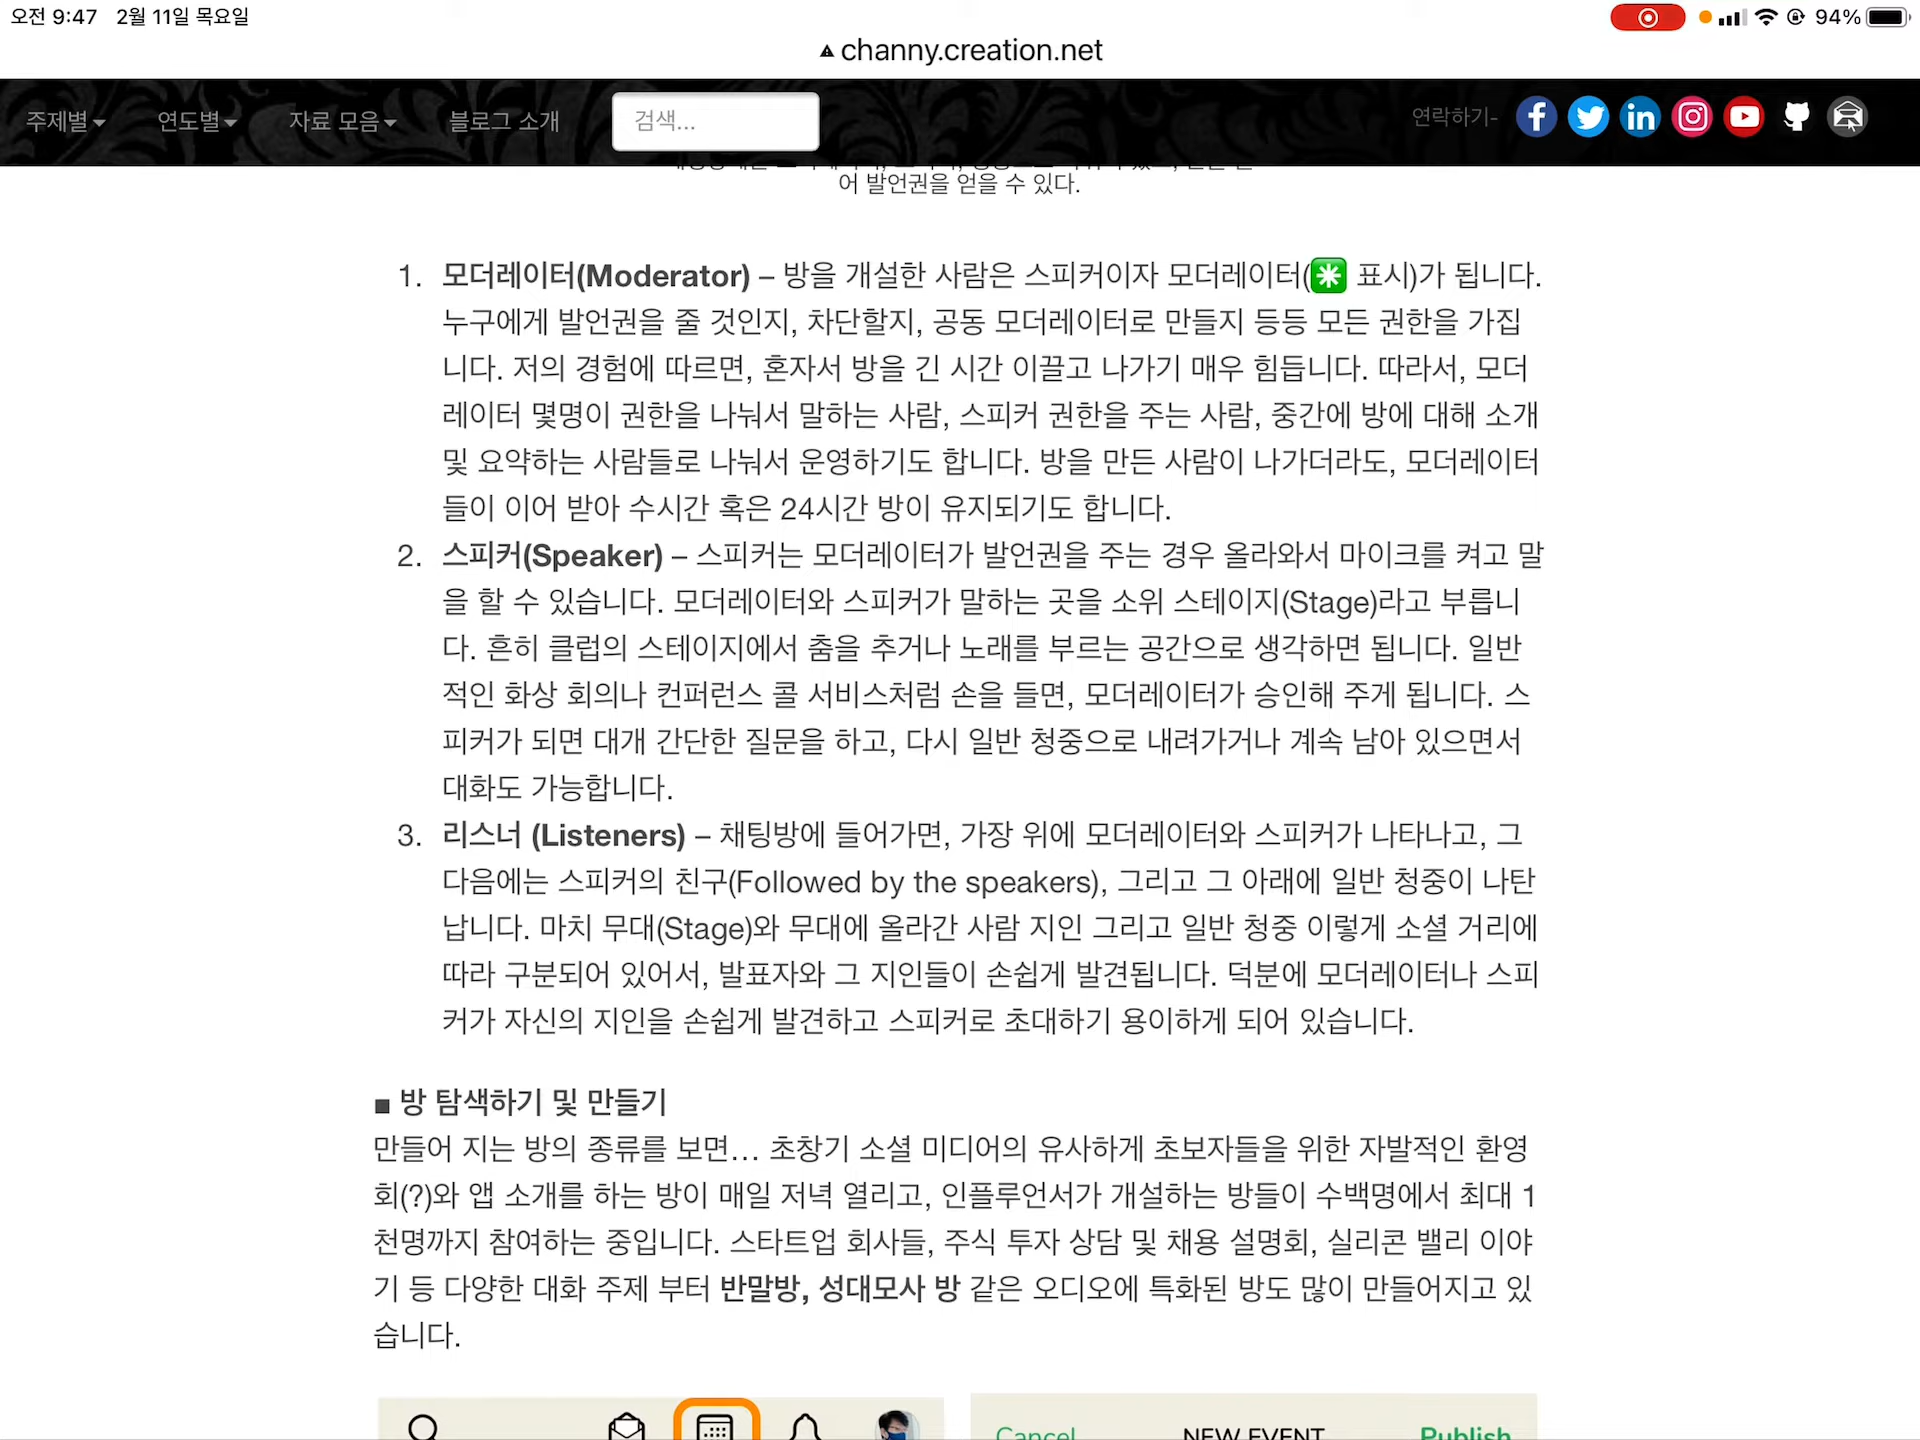 오전 9:47 2월 11일 목요일
94%
channy.creation.net
주제별 연도별 자료 모음 블로그 소개 검색... 연락하기-
어 발언권을 얻을 수 있다.
1. 모더레이터(Moderator) – 방을 개설한 사람은 스피커이자 모더레이터(✳️ 표시)가 됩니다.
누구에게 발언권을 줄 것인지, 차단할지, 공동 모더레이터로 만들지 등등 모든 권한을 가집
니다. 저의 경험에 따르면, 혼자서 방을 긴 시간 이끌고 나가기 매우 힘듭니다. 따라서, 모더
레이터 몇명이 권한을 나눠서 말하는 사람, 스피커 권한을 주는 사람, 중간에 방에 대해 소개
및 요약하는 사람들로 나눠서 운영하기도 합니다. 방을 만든 사람이 나가더라도, 모더레이터
들이 이어 받아 수시간 혹은 24시간 방이 유지되기도 합니다.
2. 스피커(Speaker) – 스피커는 모더레이터가 발언권을 주는 경우 올라와서 마이크를 켜고 말
을 할 수 있습니다. 모더레이터와 스피커가 말하는 곳을 소위 스테이지(Stage)라고 부릅니
다. 흔히 클럽의 스테이지에서 춤을 추거나 노래를 부르는 공간으로 생각하면 됩니다. 일반
적인 화상 회의나 컨퍼런스 콜 서비스처럼 손을 들면, 모더레이터가 승인해 주게 됩니다. 스
피커가 되면 대개 간단한 질문을 하고, 다시 일반 청중으로 내려가거나 계속 남아 있으면서
대화도 가능합니다.
3. 리스너 (Listeners) – 채팅방에 들어가면, 가장 위에 모더레이터와 스피커가 나타나고, 그
다음에는 스피커의 친구(Followed by the speakers), 그리고 그 아래에 일반 청중이 나탄
납니다. 마치 무대(Stage)와 무대에 올라간 사람 지인 그리고 일반 청중 이렇게 소셜 거리에
따라 구분되어 있어서, 발표자와 그 지인들이 손쉽게 발견됩니다. 덕분에 모더레이터나 스피
커가 자신의 지인을 손쉽게 발견하고 스피커로 초대하기 용이하게 되어 있습니다.
■ 방 탐색하기 및 만들기
만들어 지는 방의 종류를 보면... 초창기 소셜 미디어의 유사하게 초보자들을 위한 자발적인 환영
회(?)와 앱 소개를 하는 방이 매일 저녁 열리고, 인플루언서가 개설하는 방들이 수백명에서 최대 1
천명까지 참여하는 중입니다. 스타트업 회사들, 주식 투자 상담 및 채용 설명회, 실리콘 밸리 이야
기 등 다양한 대화 주제 부터 반말방, 성대모사 방 같은 오디오에 특화된 방도 많이 만들어지고 있
습니다.
Cancel NEW EVENT Publish